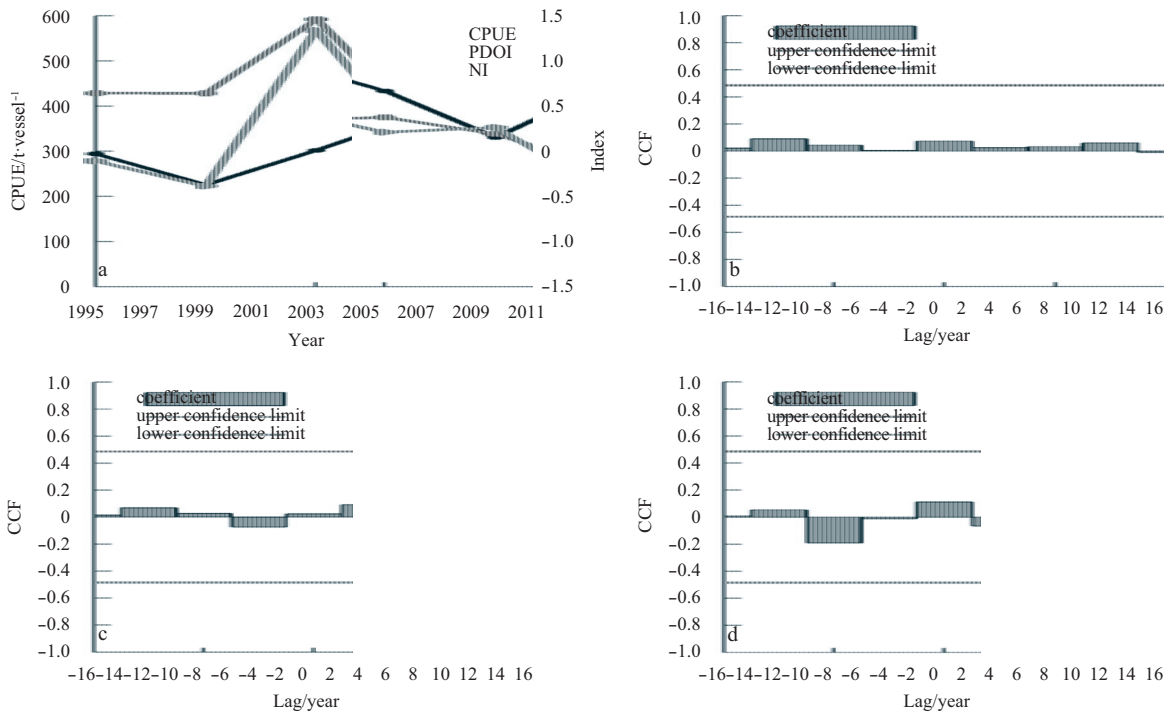 600
500
400
300
200
100
0
CPUE/t·vessel⁻¹
1.5
1.0
0.5
0
−0.5
−1.0
−1.5
Index
CPUE
PDOI
NI
a
1995 1997 1999 2001 2003 2005 2007 2009 2011
Year
1.0
0.8
0.6
0.4
0.2
0
−0.2
−0.4
−0.6
−0.8
−1.0
CCF
coefficient
upper confidence limit
lower confidence limit
b
−16−14−12−10 −8 −6 −4 −2 0 2 4 6 8 10 12 14 16
Lag/year
1.0
0.8
0.6
0.4
0.2
0
−0.2
−0.4
−0.6
−0.8
−1.0
CCF
coefficient
upper confidence limit
lower confidence limit
c
−16−14−12−10 −8 −6 −4 −2 0 2 4 6 8 10 12 14 16
Lag/year
1.0
0.8
0.6
0.4
0.2
0
−0.2
−0.4
−0.6
−0.8
−1.0
CCF
coefficient
upper confidence limit
lower confidence limit
d
−16−14−12−10 −8 −6 −4 −2 0 2 4 6 8 10 12 14 16
Lag/year